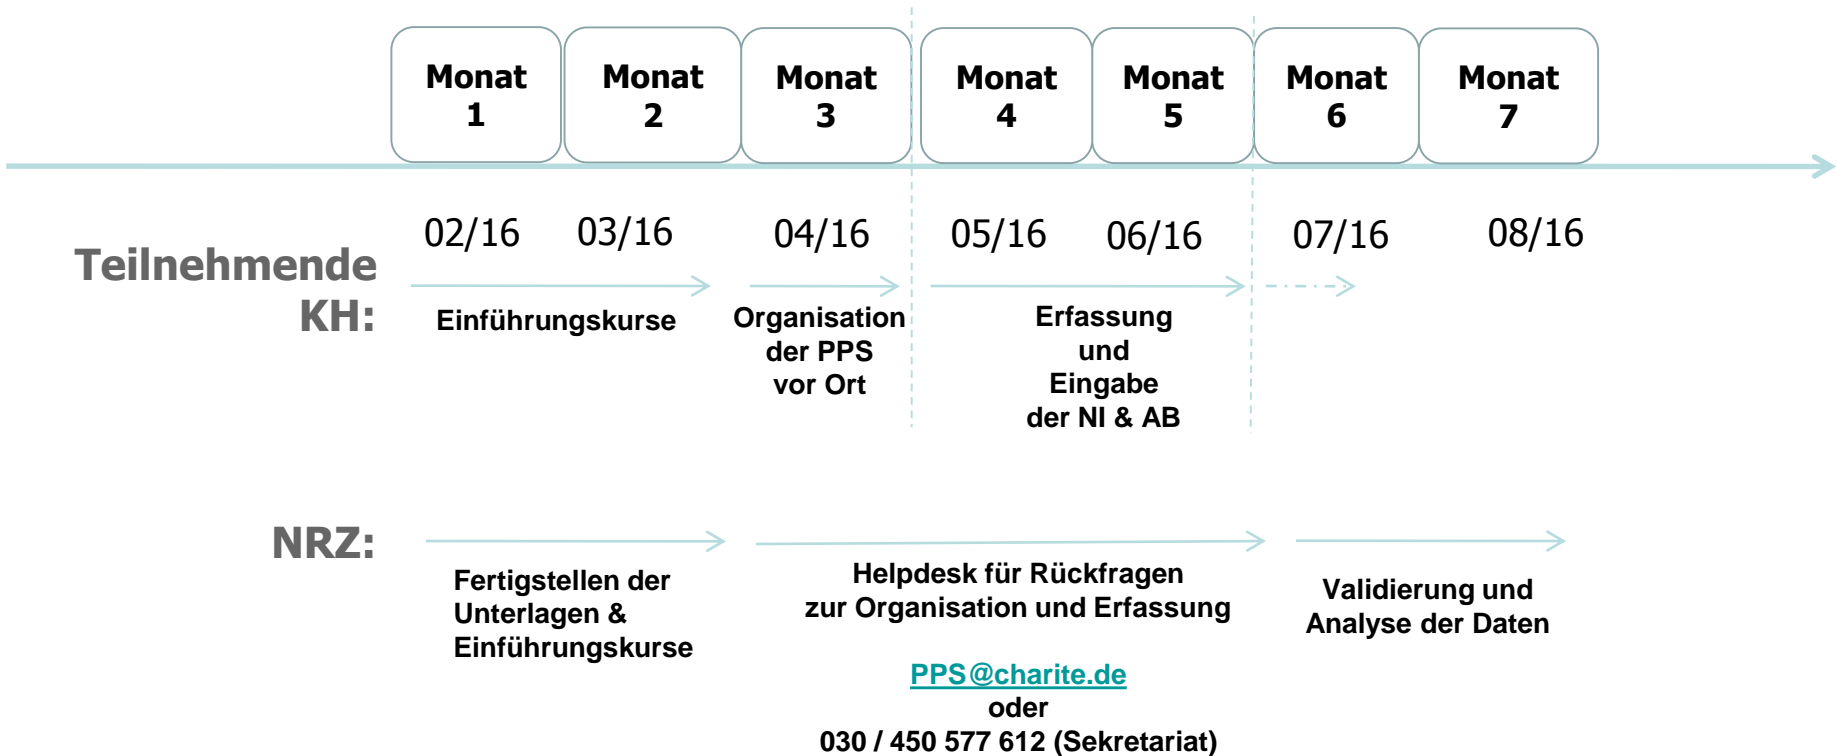 Monat Monat Monat Monat Monat Monat Monat
1 2 3 4 5 6 7
02/16 03/16 04/16 05/16 06/16 07/16 08/16
Teilnehmende
KH:
Einführungskurse
Organisation
der PPS
vor Ort
Erfassung
und
Eingabe
der NI & AB
NRZ:
Fertigstellen der
Unterlagen &
Einführungskurse
Helpdesk für Rückfragen
zur Organisation und Erfassung
PPS@charite.de
oder
030 / 450 577 612 (Sekretariat)
Validierung und
Analyse der Daten